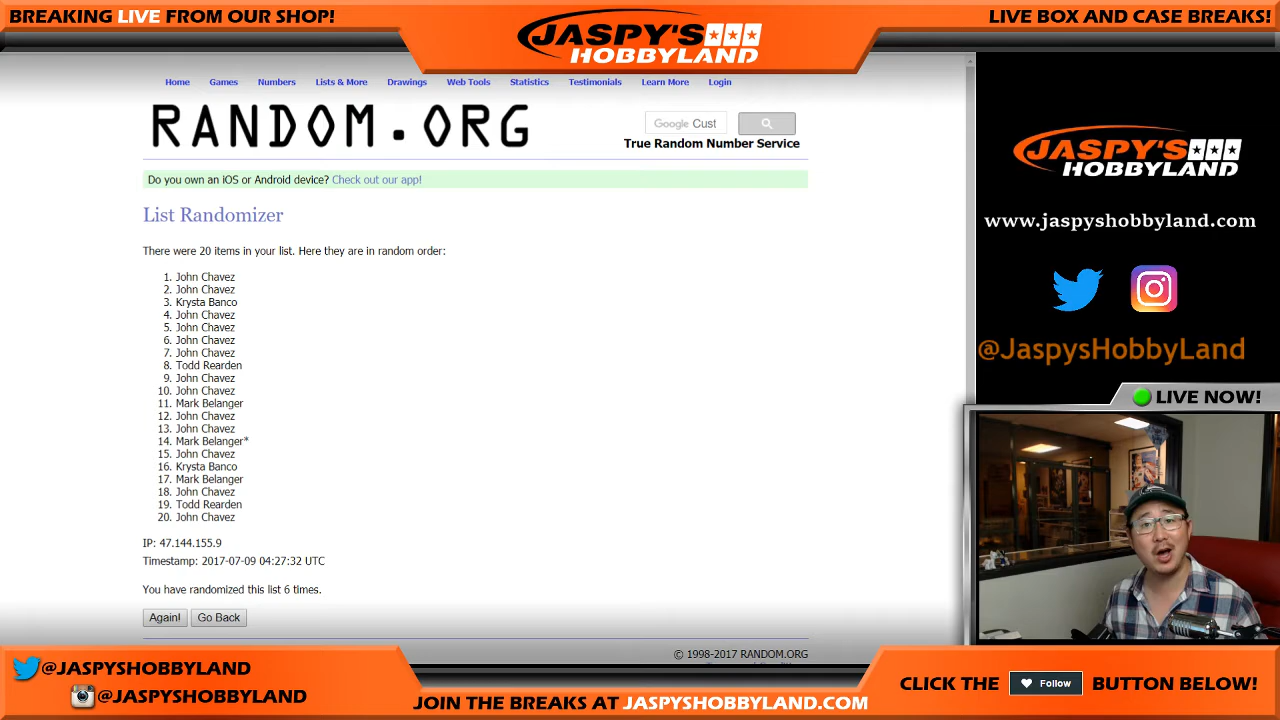 BREAKING LIVE FROM OUR SHOP!
JASPY'S
HOBBYLAND
LIVE BOX AND CASE BREAKS!
Home Games Numbers Lists & More Drawings Web Tools Statistics Testimonials Learn More Login
RANDOM.ORG
Google Cust
True Random Number Service
Do you own an iOS or Android device? Check out our app!
List Randomizer
There were 20 items in your list. Here they are in random order:
1. John Chavez
2. John Chavez
3. Krysta Banco
4. John Chavez
5. John Chavez
6. John Chavez
7. John Chavez
8. Todd Rearden
9. John Chavez
10. John Chavez
11. Mark Belanger
12. John Chavez
13. John Chavez
14. Mark Belanger*
15. John Chavez
16. Krysta Banco
17. Mark Belanger
18. John Chavez
19. Todd Rearden
20. John Chavez
IP: 47.144.155.9
Timestamp: 2017-07-09 04:27:32 UTC
You have randomized this list 6 times.
Again! Go Back
© 1998-2017 RANDOM.ORG
JASPY'S
HOBBYLAND
www.jaspyshobbyland.com
@JaspysHobbyLand
LIVE NOW!
@JASPYSHOBBYLAND
@JASPYSHOBBYLAND
JOIN THE BREAKS AT JASPYSHOBBYLAND.COM
CLICK THE Follow BUTTON BELOW!